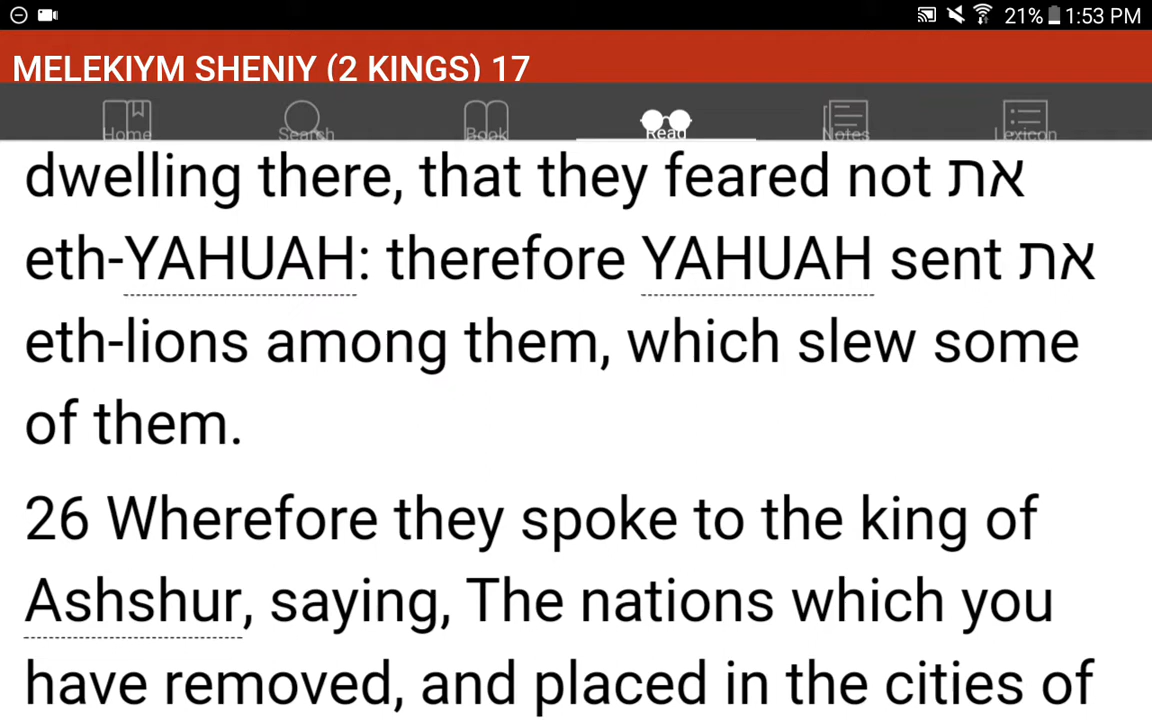 21% 1:53 PM
MELEKIYM SHENIY (2 KINGS) 17
Home Search Book Read Notes Lexicon
dwelling there, that they feared not את
eth-YAHUAH: therefore YAHUAH sent את
eth-lions among them, which slew some
of them.
26 Wherefore they spoke to the king of
Ashshur, saying, The nations which you
have removed, and placed in the cities of